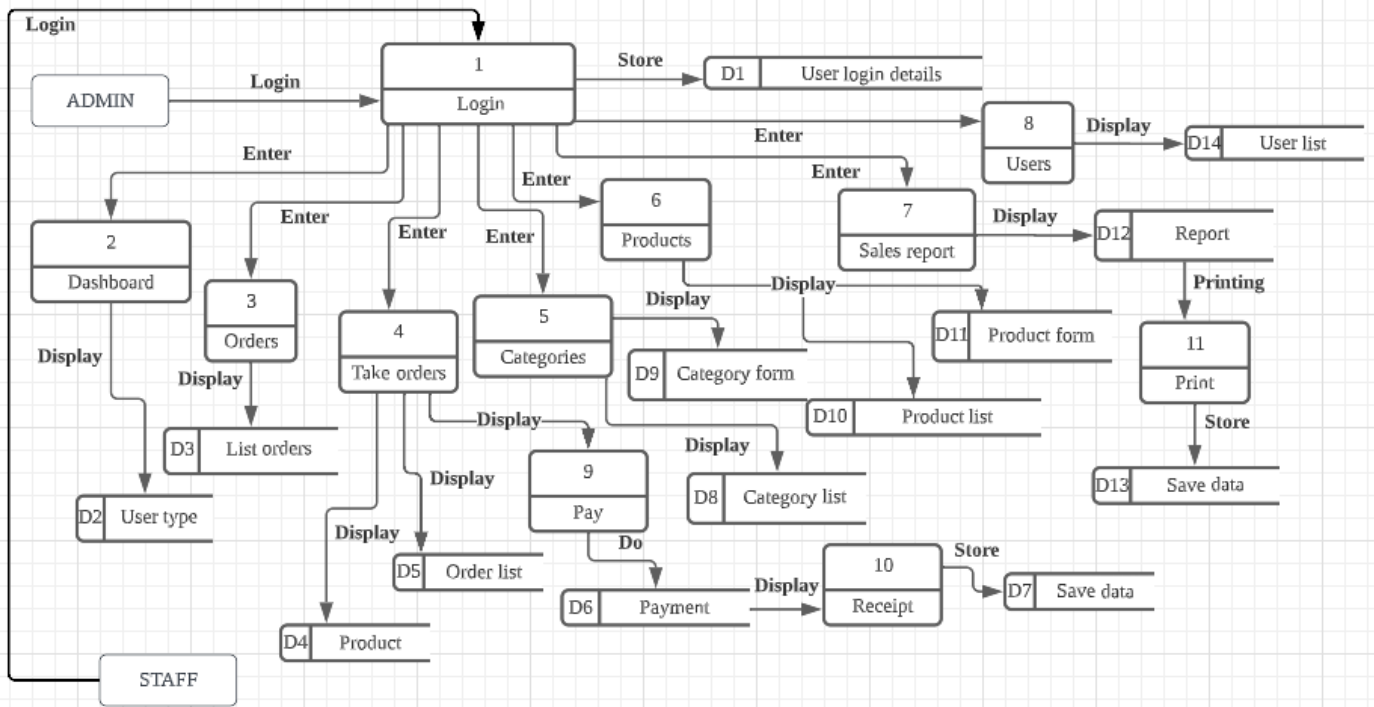 Login
1
Login
Store
D1 User login details
ADMIN
Login
8
Users
Display
D14 User list
Enter
Enter
Enter
Enter
Enter
Enter
Enter
2
Dashboard
3
Orders
4
Take orders
5
Categories
6
Products
7
Sales report
Display
D12 Report
Printing
11
Print
Store
D13 Save data
Display
D11 Product form
D10 Product list
Display
D9 Category form
Display
D8 Category list
Display
D2 User type
Display
D3 List orders
Display
9
Pay
Display
D5 Order list
Display
D4 Product
Do
D6 Payment
Display
10
Receipt
Store
D7 Save data
STAFF